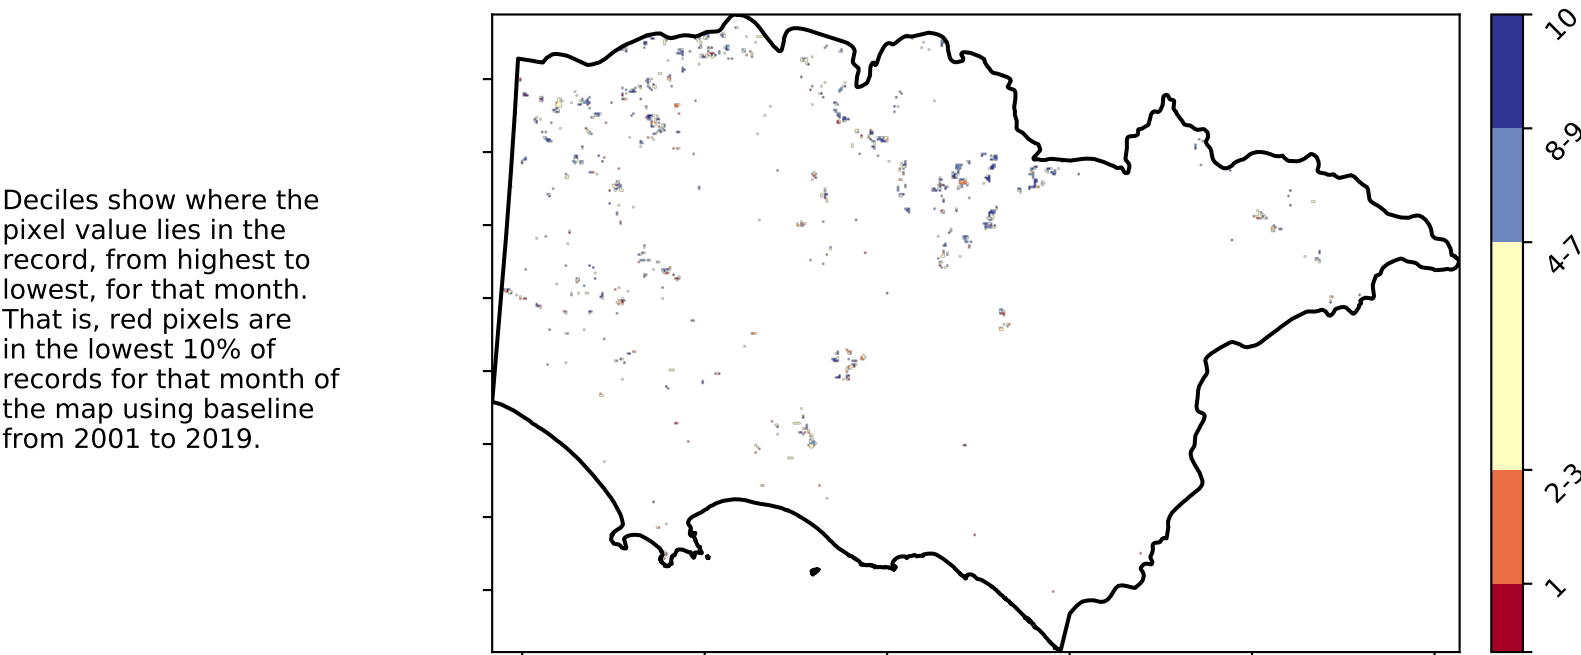 Deciles show where the
pixel value lies in the
record, from highest to
lowest, for that month.
That is, red pixels are
in the lowest 10% of
records for that month of
the map using baseline
from 2001 to 2019.
10
8-9
4-7
2-3
1